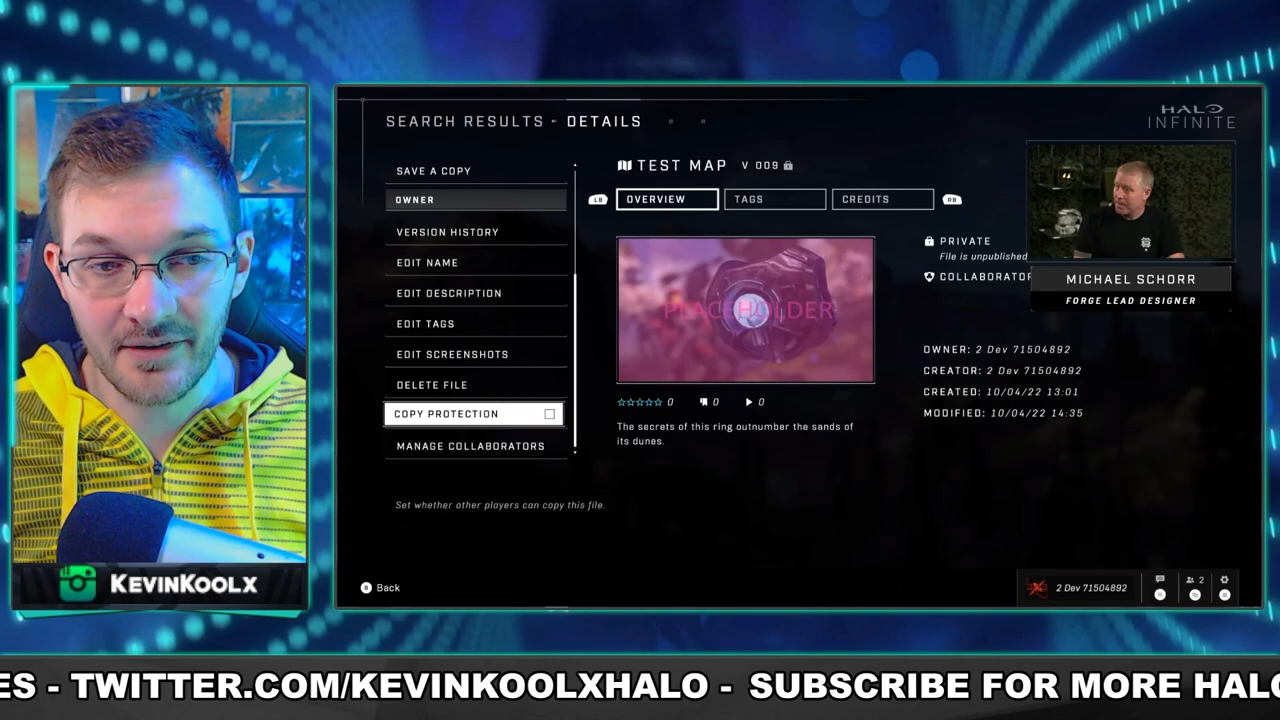 SEARCH RESULTS DETAILS
HALO
INFINITE
SAVE A COPY
OWNER
VERSION HISTORY
EDIT NAME
EDIT DESCRIPTION
EDIT TAGS
EDIT SCREENSHOTS
DELETE FILE
COPY PROTECTION
MANAGE COLLABORATORS
Set whether other players can copy this file.
TEST MAP V 009
LB OVERVIEW TAGS CREDITS RB
PLACEHOLDER
0 0 0
The secrets of this ring outnumber the sands of
its dunes.
PRIVATE
File is unpublished
COLLABORATOR
MICHAEL SCHORR
FORGE LEAD DESIGNER
OWNER: 2 Dev 71504892
CREATOR: 2 Dev 71504892
CREATED: 10/04/22 13:01
MODIFIED: 10/04/22 14:35
B Back
2 Dev 71504892
2
KEVINKOOLX
ES - TWITTER.COM/KEVINKOOLXHALO - SUBSCRIBE FOR MORE HALO